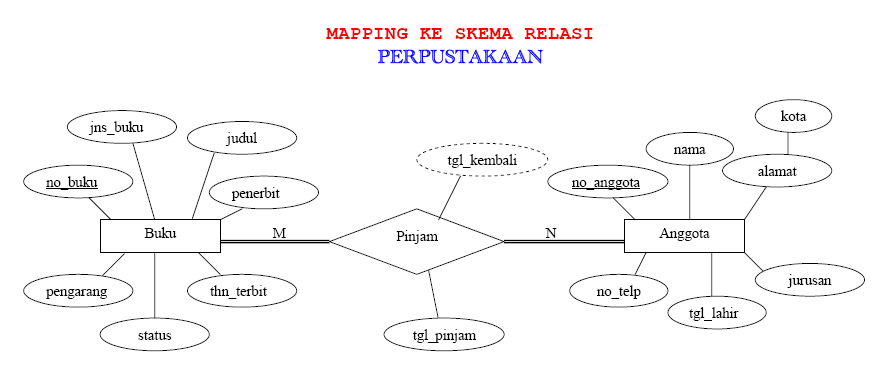 MAPPING KE SKEMA RELASI
PERPUSTAKAAN
jns_buku
judul
no_buku
penerbit
Buku
pengarang
thn_terbit
status
M
tgl_kembali
Pinjam
tgl_pinjam
N
kota
nama
alamat
no_anggota
Anggota
no_telp
jurusan
tgl_lahir